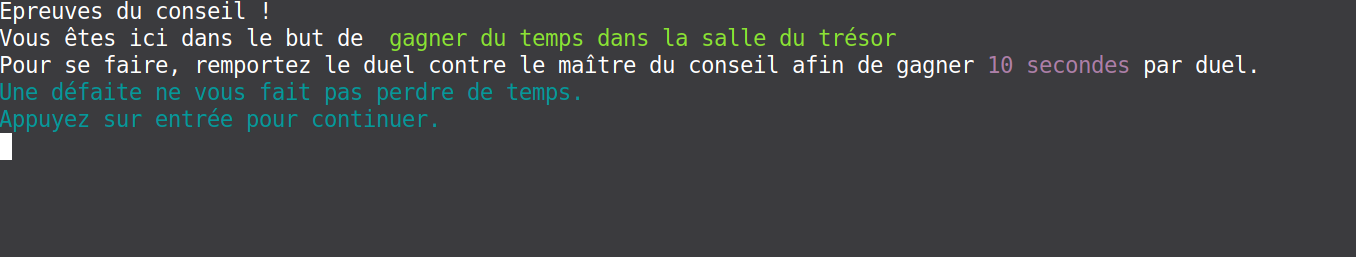 Epreuves du conseil !
Vous êtes ici dans le but de  gagner du temps dans la salle du trésor
Pour se faire, remportez le duel contre le maître du conseil afin de gagner 10 secondes par duel.
Une défaite ne vous fait pas perdre de temps.
Appuyez sur entrée pour continuer.